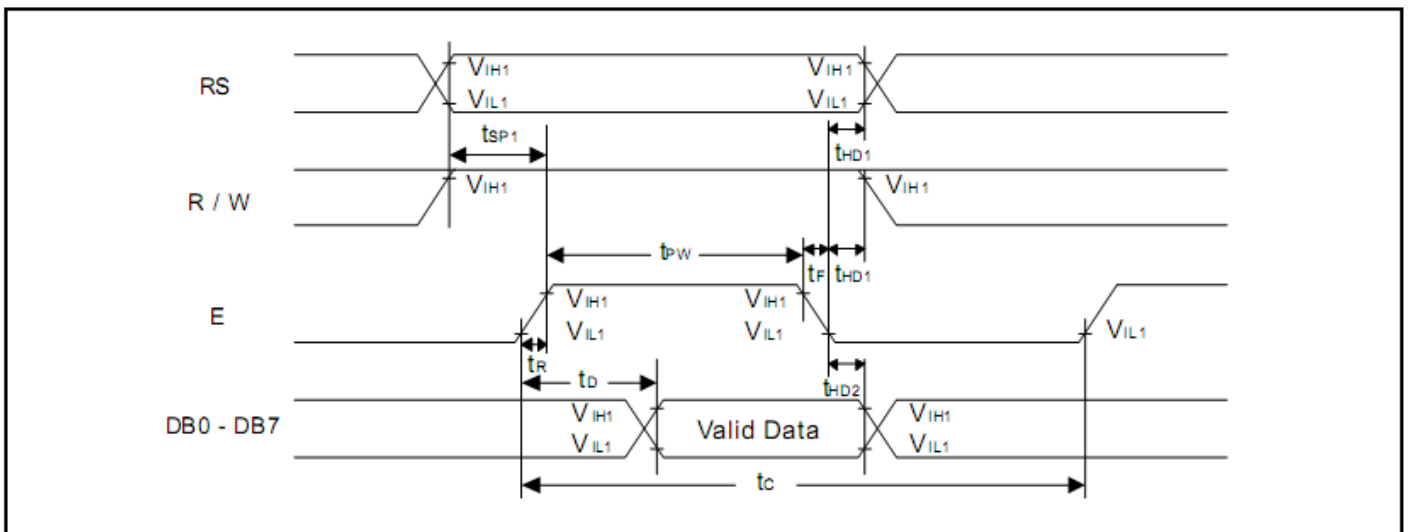 RS
VIH1
VIL1
VIH1
VIL1
tSP1
tHD1
R / W
VIH1
VIH1
tPW
tF
tHD1
E
VIH1
VIL1
VIH1
VIL1
VIL1
tR
tD
tHD2
DB0 - DB7
VIH1
VIL1
Valid Data
VIH1
VIL1
tC